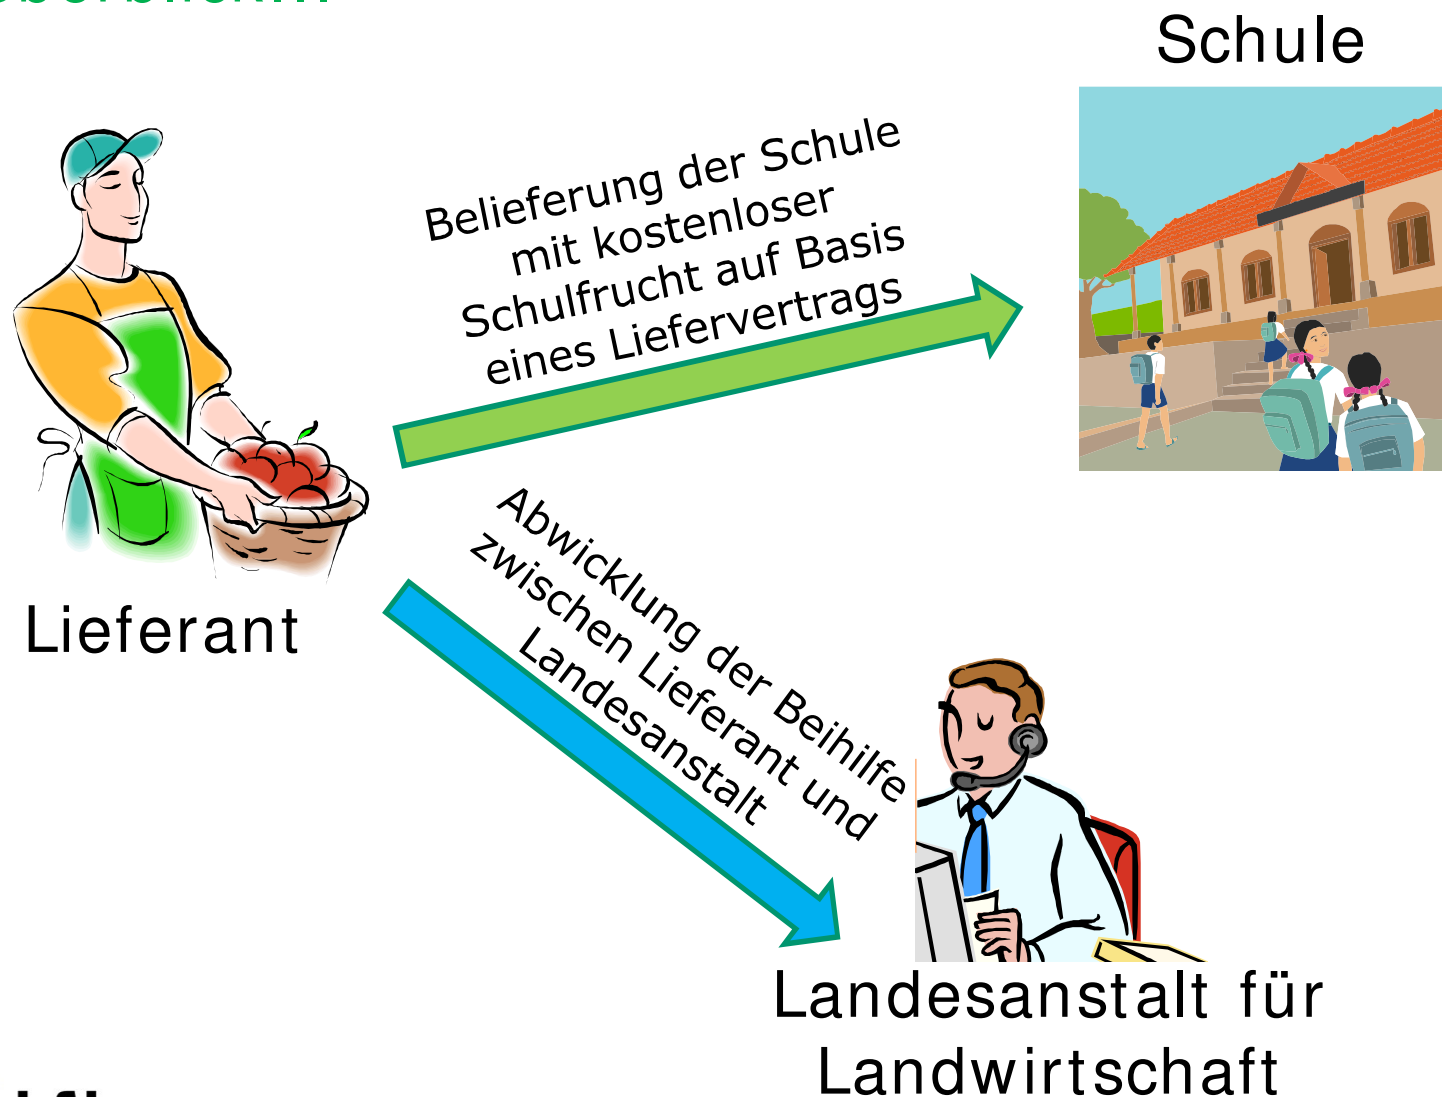 Schule
Belieferung der Schule
mit kostenloser
Schulfrucht auf Basis
eines Liefervertrags
Lieferant
Abwicklung der Beihilfe
zwischen Lieferant und
Landesanstalt
Landesanstalt für
Landwirtschaft